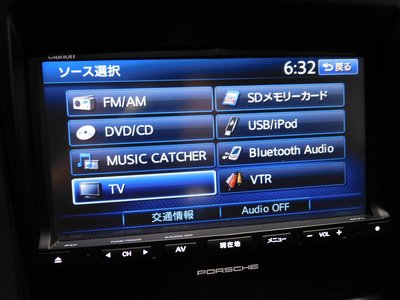 Clarion
ソース選択 6:32 戻る
FM/AM SDメモリーカード
DVD/CD USB/iPod
MUSIC CATCHER Bluetooth Audio
TV VTR
交通情報 Audio OFF
CH AV 現在地 メニュー - VOL +
PORSCHE